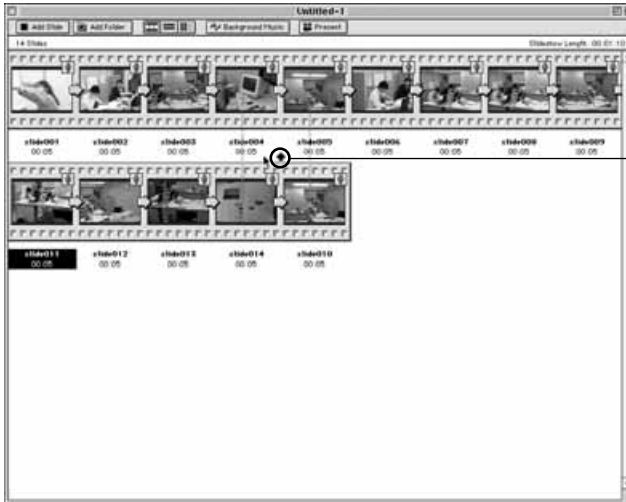 Untitled-1
Add Slide Add Folder Background Music Present
14 Slides Slideshow Length: 00:01:10
slide001 slide002 slide003 slide004 slide005 slide006 slide007 slide008 slide009
00:05 00:05 00:05 00:05 00:05 00:05 00:05 00:05 00:05
slide011 slide012 slide013 slide014 slide010
00:05 00:05 00:05 00:05 00:05